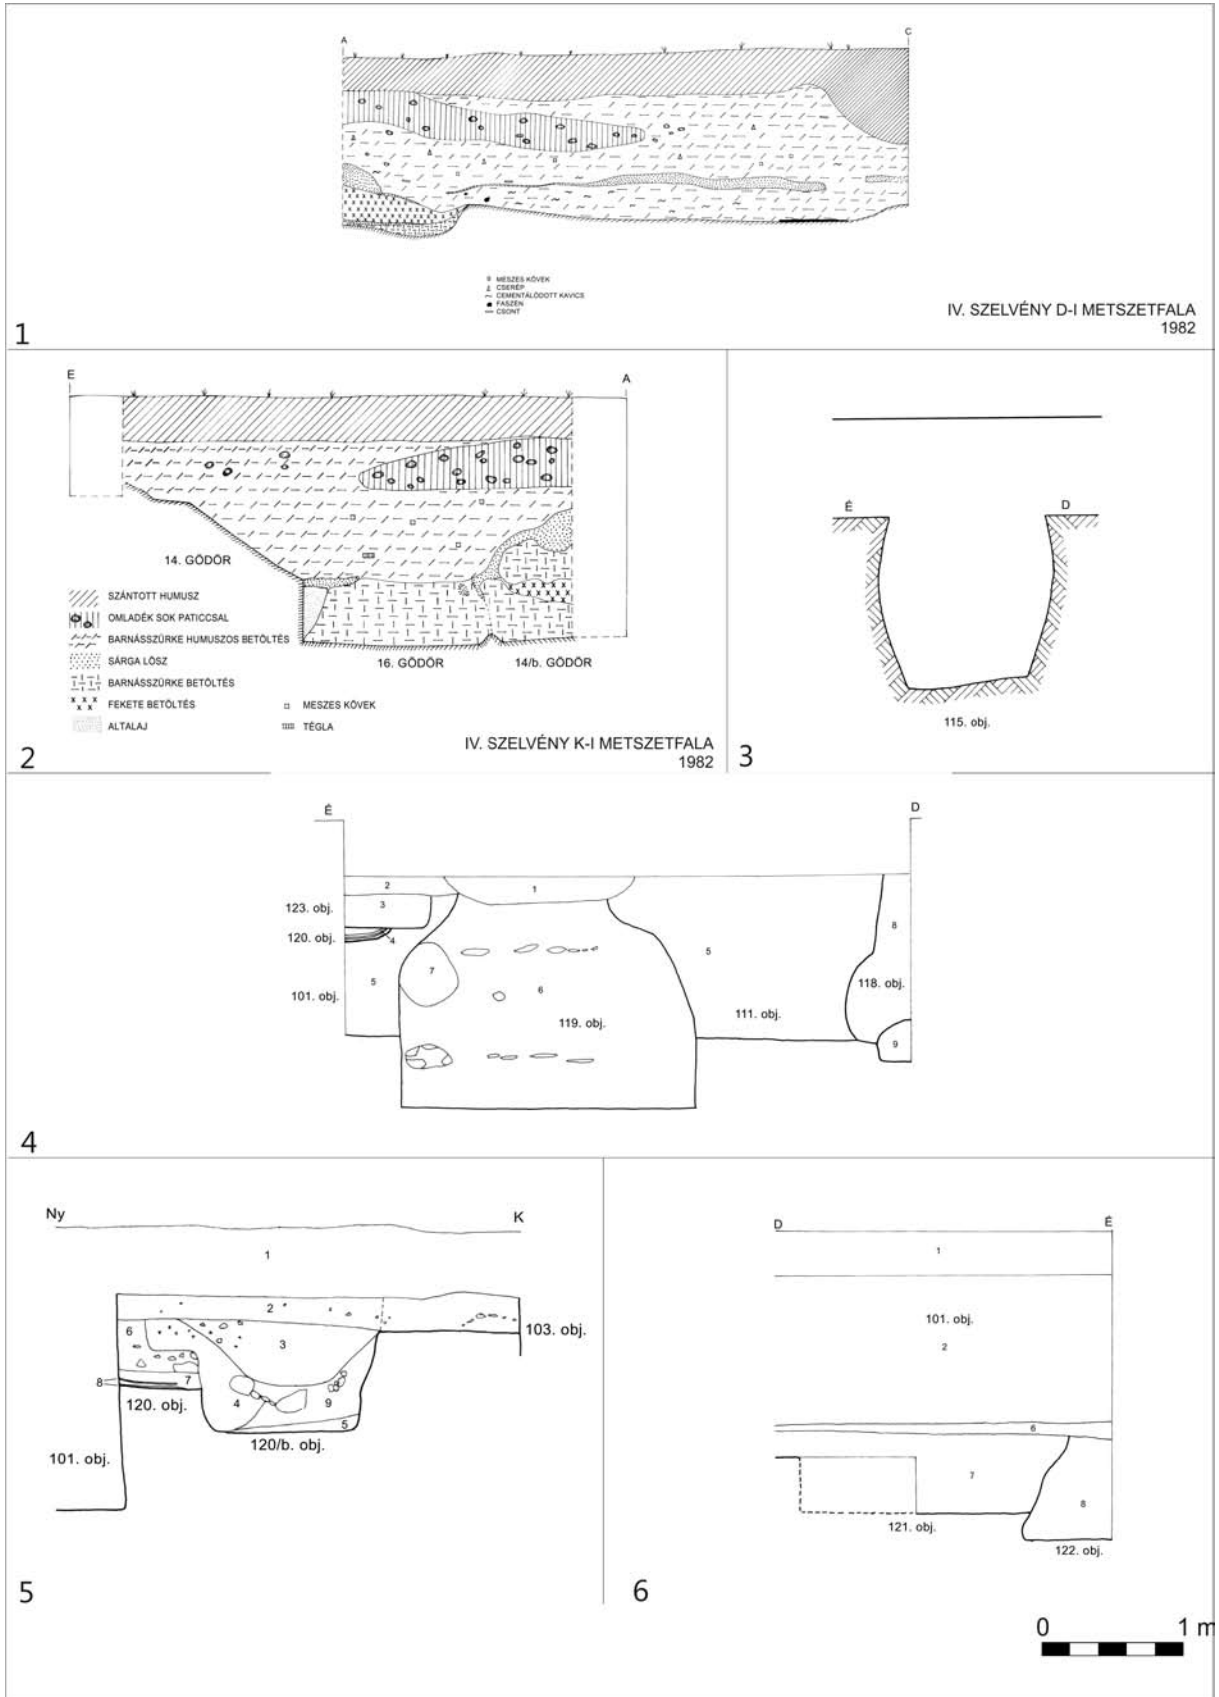 A C
MESZES KÖVEK
CSERÉP
CEMENTÁLÓDOTT KAVICS
FASZÉN
CSONT
IV. SZELVÉNY D-I METSZETFALA
1982
1
E A
14. GÖDÖR
SZÁNTOTT HUMUSZ
OMLADÉK SOK PATICCSAL
BARNÁSSZÜRKE HUMUSZOS BETÖLTÉS
SÁRGA LÖSZ
BARNÁSSZÜRKE BETÖLTÉS
FEKETE BETÖLTÉS
ALTALAJ
16. GÖDÖR
14/b. GÖDÖR
MESZES KÖVEK
TÉGLA
IV. SZELVÉNY K-I METSZETFALA
1982
2
É D
115. obj.
3
É D
2
1
123. obj.
3
120. obj.
4
8
5
7
5
118. obj.
101. obj.
6
119. obj.
111. obj.
9
4
Ny K
1
2
103. obj.
6
3
8
7
120. obj.
4
9
5
120/b. obj.
101. obj.
5
D É
1
101. obj.
2
6
7
8
121. obj.
122. obj.
6
0 1 m